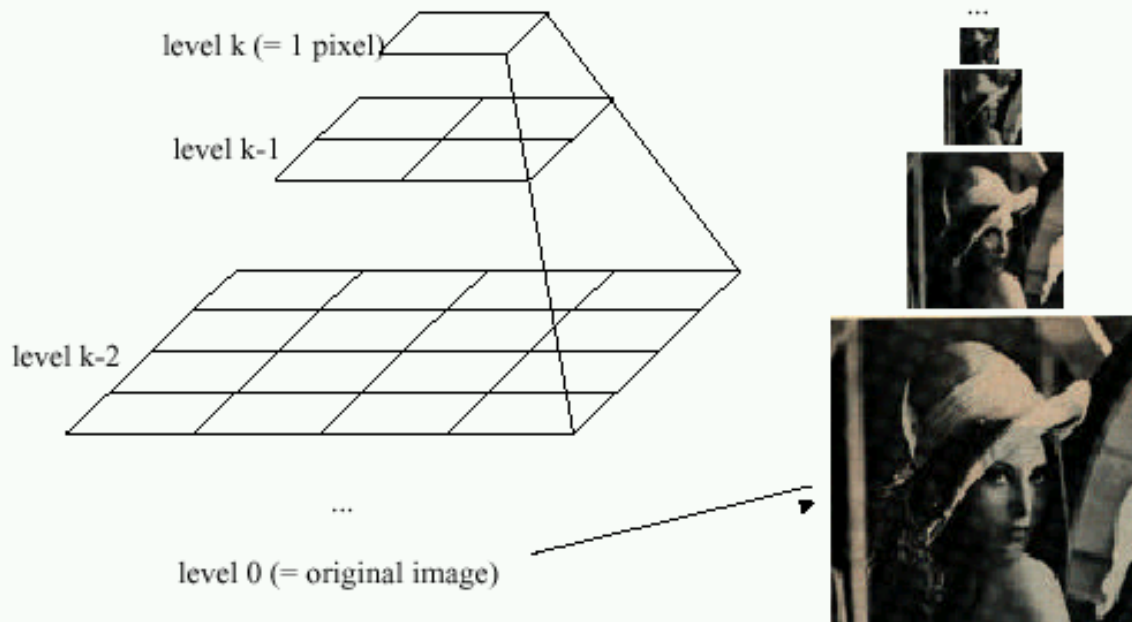 level k (= 1 pixel)
...
level k-1
level k-2
...
level 0 (= original image)